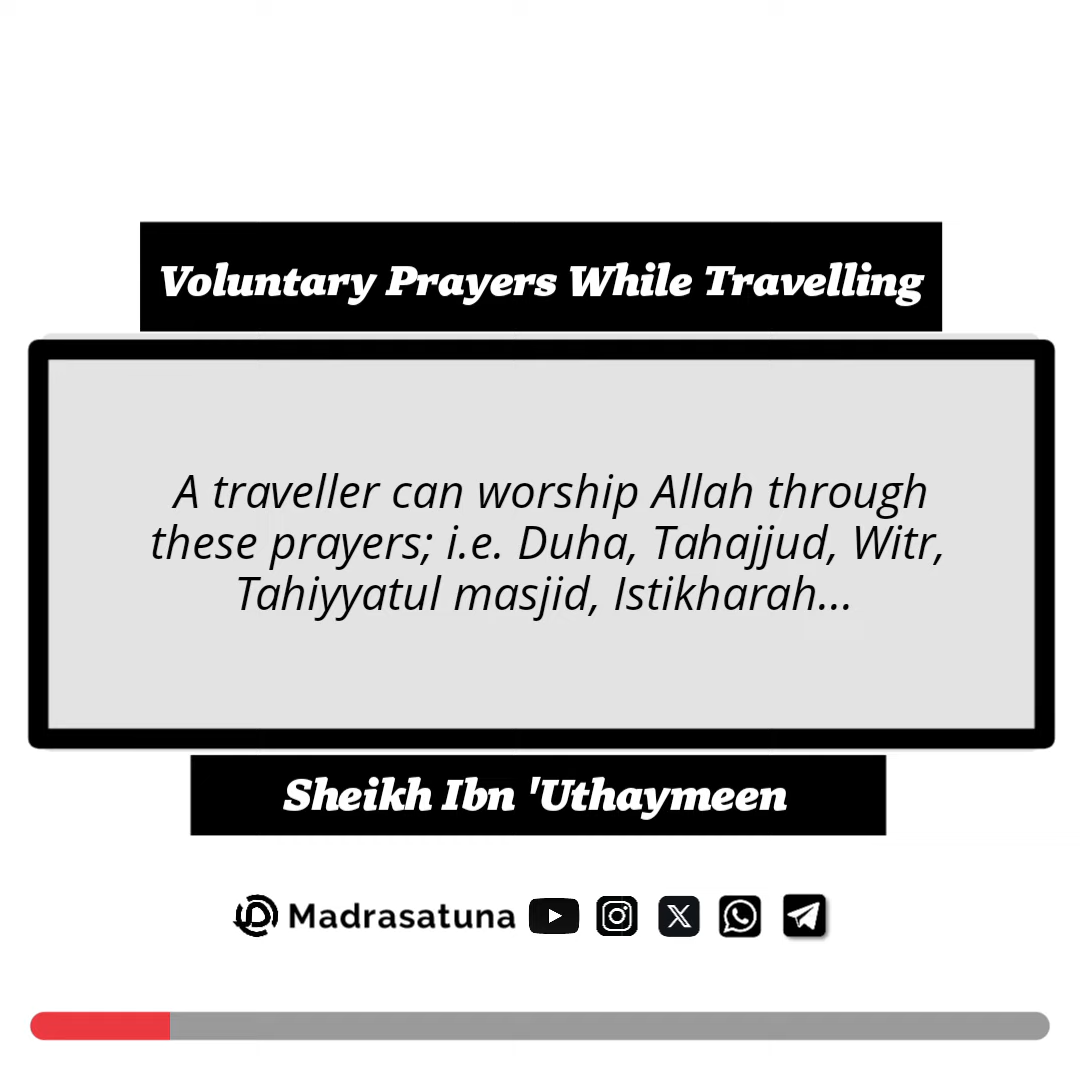 Voluntary Prayers While Travelling
A traveller can worship Allah through
these prayers; i.e. Duha, Tahajjud, Witr,
Tahiyyatul masjid, Istikharah...
Sheikh Ibn 'Uthaymeen
Madrasatuna